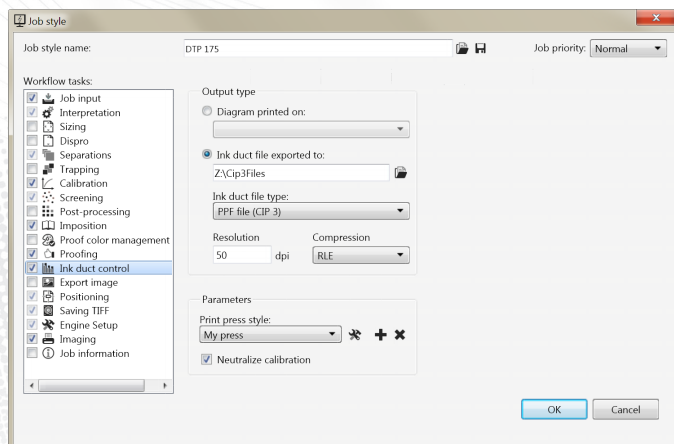 Job style
Job style name: DTP 175 Job priority: Normal
Workflow tasks:
Job input
Interpretation
Sizing
Dispro
Separations
Trapping
Calibration
Screening
Post-processing
Imposition
Proof color management
Proofing
Ink duct control
Export image
Positioning
Saving TIFF
Engine Setup
Imaging
Job information
Output type
Diagram printed on:
Ink duct file exported to:
Z:\Cip3Files
Ink duct file type:
PPF file (CIP 3)
Resolution Compression
50 dpi RLE
Parameters
Print press style:
My press
Neutralize calibration
OK Cancel